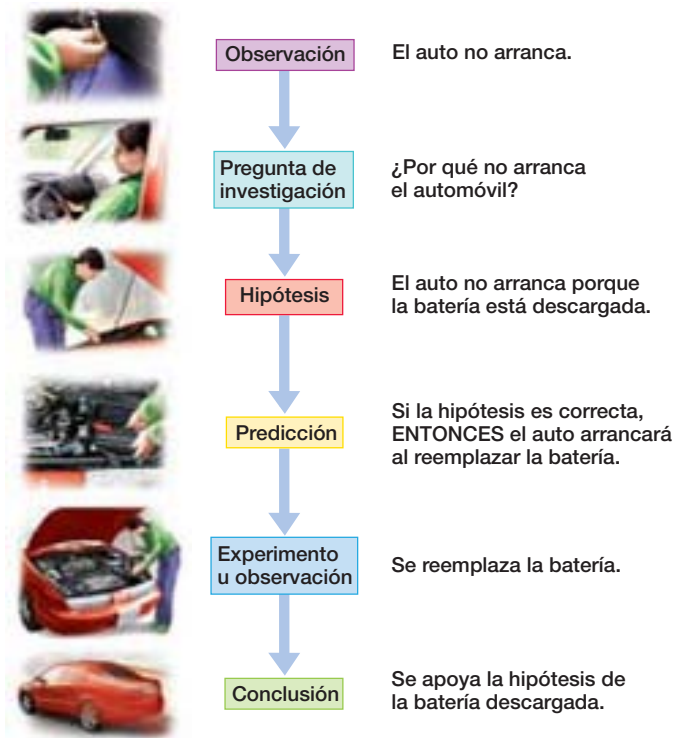 Observación
El auto no arranca.
Pregunta de
investigación
¿Por qué no arranca
el automóvil?
Hipótesis
El auto no arranca porque
la batería está descargada.
Predicción
Si la hipótesis es correcta,
ENTONCES el auto arrancará
al reemplazar la batería.
Experimento
u observación
Se reemplaza la batería.
Conclusión
Se apoya la hipótesis de
la batería descargada.